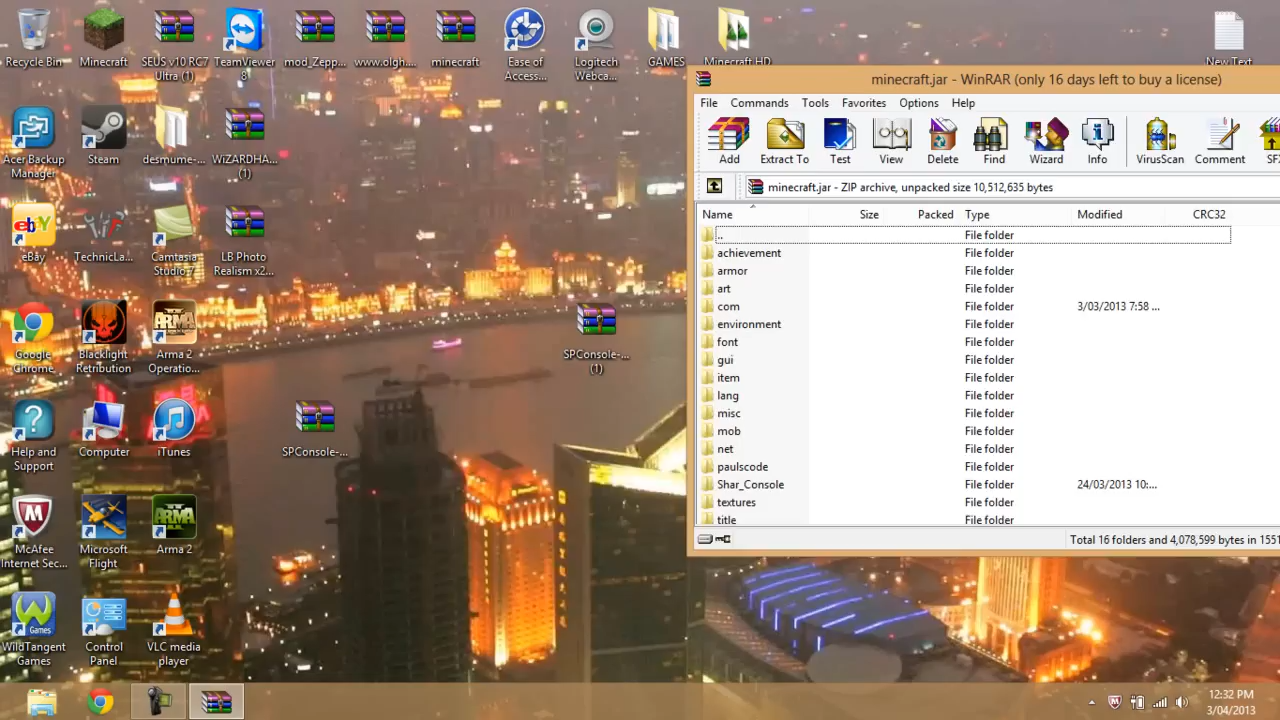 Recycle Bin
Minecraft
SEUS v10 RC7
Ultra (1)
TeamViewer
8
mod_Zepp...
www.olgh....
minecraft
Ease of
Access...
Logitech
Webca...
GAMES
Minecraft HD
New Text
Acer Backup
Manager
Steam
desmume-...
WiZARDHA...
(1)
eBay
TechnicLa...
Camtasia
Studio 7
LB Photo
Realism x2...
Google
Chrome
Blacklight
Retribution
Arma 2
Operatio...
SPConsole-...
(1)
Help and
Support
Computer
iTunes
SPConsole-...
McAfee
Internet Sec...
Microsoft
Flight
Arma 2
WildTangent
Games
Control
Panel
VLC media
player
minecraft.jar - WinRAR (only 16 days left to buy a license)
File Commands Tools Favorites Options Help
Add Extract To Test View Delete Find Wizard Info VirusScan Comment SF
minecraft.jar - ZIP archive, unpacked size 10,512,635 bytes
Name Size Packed Type Modified CRC32
.. File folder
achievement File folder
armor File folder
art File folder
com File folder 3/03/2013 7:58 ...
environment File folder
font File folder
gui File folder
item File folder
lang File folder
misc File folder
mob File folder
net File folder
paulscode File folder
Shar_Console File folder 24/03/2013 10:...
textures File folder
title File folder
Total 16 folders and 4,078,599 bytes in 1551
12:32 PM
3/04/2013